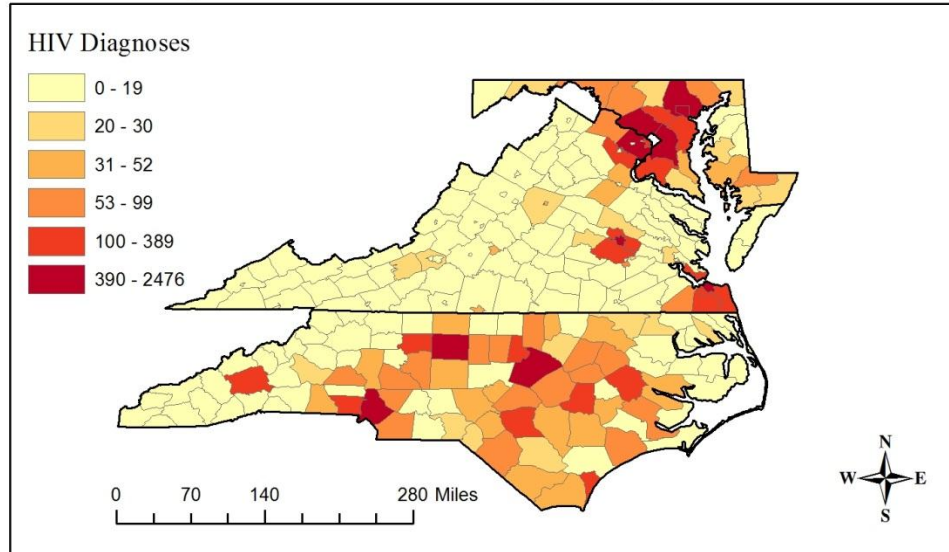 HIV Diagnoses
0 - 19
20 - 30
31 - 52
53 - 99
100 - 389
390 - 2476
0 70 140 280 Miles
N
W E
S